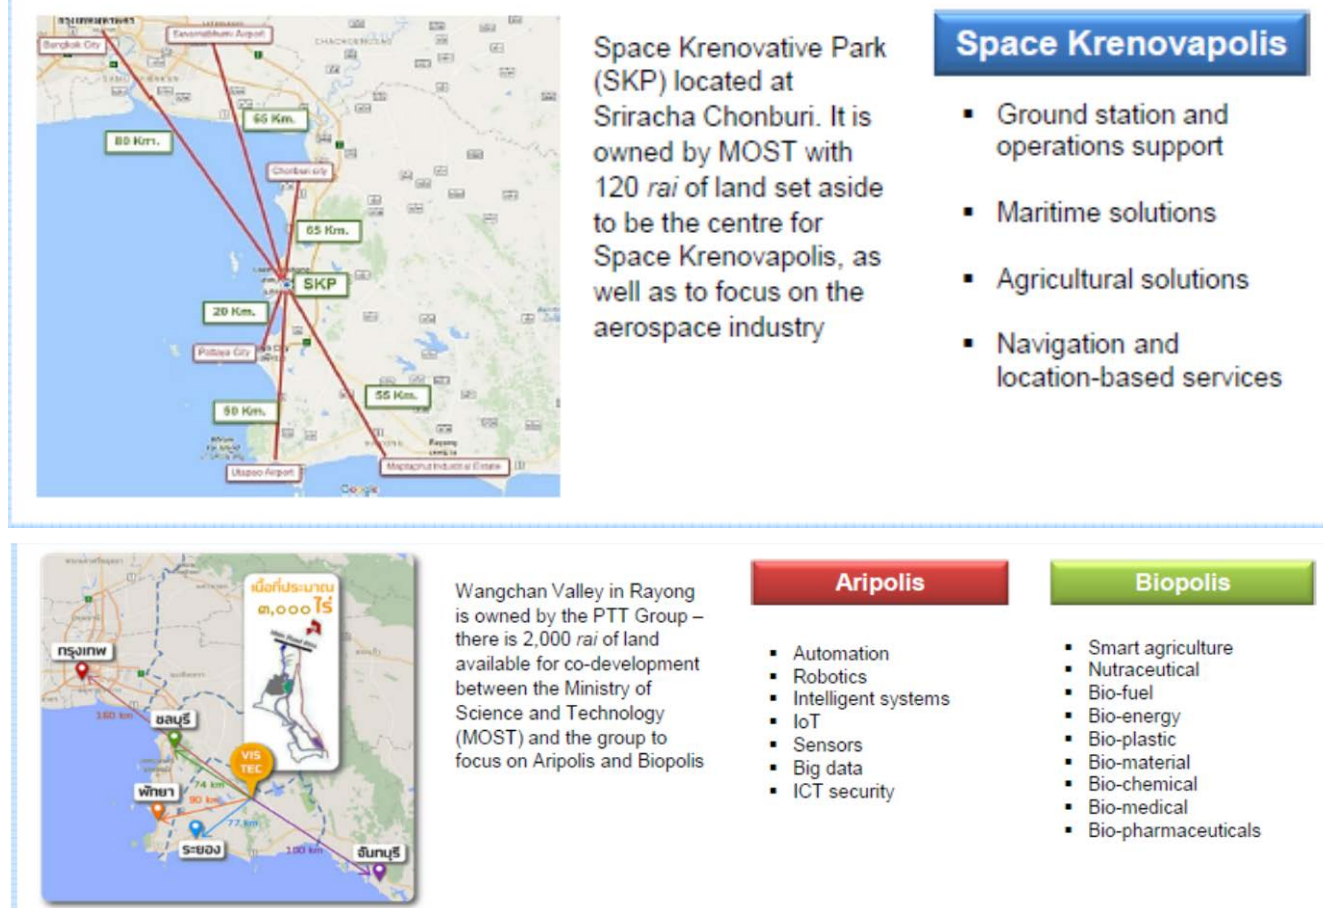 Bangkok City
Suvarnabhumi Airport
CHACHOENGSAO
65 Km.
80 Km.
Chonburi city
65 Km.
SKP
20 Km.
Pattaya City
55 Km.
50 Km.
Rayong
Utapao Airport
Maptaphut Industrial Estate
Google
Space Krenovative Park
(SKP) located at
Sriracha Chonburi. It is
owned by MOST with
120 rai of land set aside
to be the centre for
Space Krenovapolis, as
well as to focus on the
aerospace industry
Space Krenovapolis
▪ Ground station and
operations support
▪ Maritime solutions
▪ Agricultural solutions
▪ Navigation and
location-based services
เนื้อที่ประมาณ
๓,๐๐๐ ไร่
กรุงเทพ
160 km
ชลบุรี
VIS
TEC
74 km
พัทยา
90 km
77 km
ระยอง
100 km
จันทบุรี
Wangchan Valley in Rayong
is owned by the PTT Group –
there is 2,000 rai of land
available for co-development
between the Ministry of
Science and Technology
(MOST) and the group to
focus on Aripolis and Biopolis
Aripolis
▪ Automation
▪ Robotics
▪ Intelligent systems
▪ IoT
▪ Sensors
▪ Big data
▪ ICT security
Biopolis
▪ Smart agriculture
▪ Nutraceutical
▪ Bio-fuel
▪ Bio-energy
▪ Bio-plastic
▪ Bio-material
▪ Bio-chemical
▪ Bio-medical
▪ Bio-pharmaceuticals